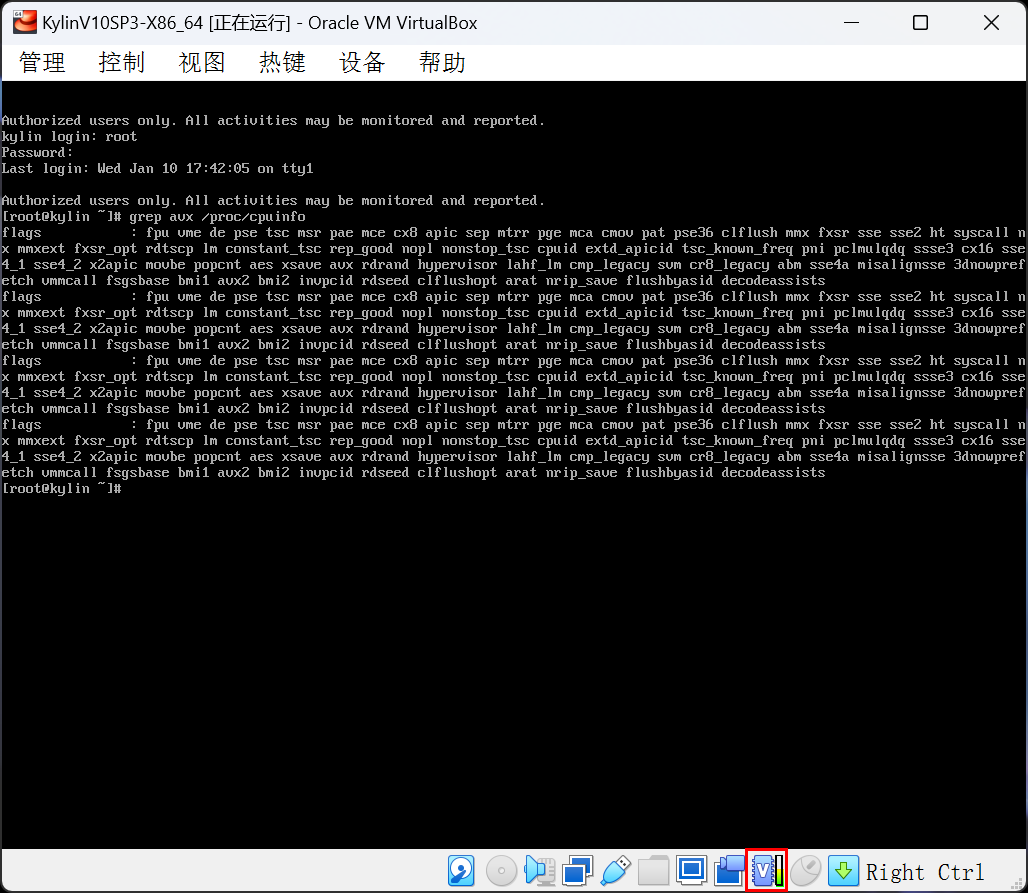 KylinV10SP3-X86_64 [正在运行] - Oracle VM VirtualBox
管理 控制 视图 热键 设备 帮助
Authorized users only. All activities may be monitored and reported.
kylin login: root
Password:
Last login: Wed Jan 10 17:42:05 on tty1
Authorized users only. All activities may be monitored and reported.
[root@kylin ~]# grep avx /proc/cpuinfo
flags : fpu vme de pse tsc msr pae mce cx8 apic sep mtrr pge mca cmov pat pse36 clflush mmx fxsr sse sse2 ht syscall n
x mmxext fxsr_opt rdtscp lm constant_tsc rep_good nopl nonstop_tsc cpuid extd_apicid tsc_known_freq pni pclmulqdq ssse3 cx16 sse
4_1 sse4_2 x2apic movbe popcnt aes xsave avx rdrand hypervisor lahf_lm cmp_legacy svm cr8_legacy abm sse4a misalignsse 3dnowpref
etch vmmcall fsgsbase bmi1 avx2 bmi2 invpcid rdseed clflushopt arat nrip_save flushbyasid decodeassists
flags : fpu vme de pse tsc msr pae mce cx8 apic sep mtrr pge mca cmov pat pse36 clflush mmx fxsr sse sse2 ht syscall n
x mmxext fxsr_opt rdtscp lm constant_tsc rep_good nopl nonstop_tsc cpuid extd_apicid tsc_known_freq pni pclmulqdq ssse3 cx16 sse
4_1 sse4_2 x2apic movbe popcnt aes xsave avx rdrand hypervisor lahf_lm cmp_legacy svm cr8_legacy abm sse4a misalignsse 3dnowpref
etch vmmcall fsgsbase bmi1 avx2 bmi2 invpcid rdseed clflushopt arat nrip_save flushbyasid decodeassists
flags : fpu vme de pse tsc msr pae mce cx8 apic sep mtrr pge mca cmov pat pse36 clflush mmx fxsr sse sse2 ht syscall n
x mmxext fxsr_opt rdtscp lm constant_tsc rep_good nopl nonstop_tsc cpuid extd_apicid tsc_known_freq pni pclmulqdq ssse3 cx16 sse
4_1 sse4_2 x2apic movbe popcnt aes xsave avx rdrand hypervisor lahf_lm cmp_legacy svm cr8_legacy abm sse4a misalignsse 3dnowpref
etch vmmcall fsgsbase bmi1 avx2 bmi2 invpcid rdseed clflushopt arat nrip_save flushbyasid decodeassists
flags : fpu vme de pse tsc msr pae mce cx8 apic sep mtrr pge mca cmov pat pse36 clflush mmx fxsr sse sse2 ht syscall n
x mmxext fxsr_opt rdtscp lm constant_tsc rep_good nopl nonstop_tsc cpuid extd_apicid tsc_known_freq pni pclmulqdq ssse3 cx16 sse
4_1 sse4_2 x2apic movbe popcnt aes xsave avx rdrand hypervisor lahf_lm cmp_legacy svm cr8_legacy abm sse4a misalignsse 3dnowpref
etch vmmcall fsgsbase bmi1 avx2 bmi2 invpcid rdseed clflushopt arat nrip_save flushbyasid decodeassists
[root@kylin ~]#
V Right Ctrl